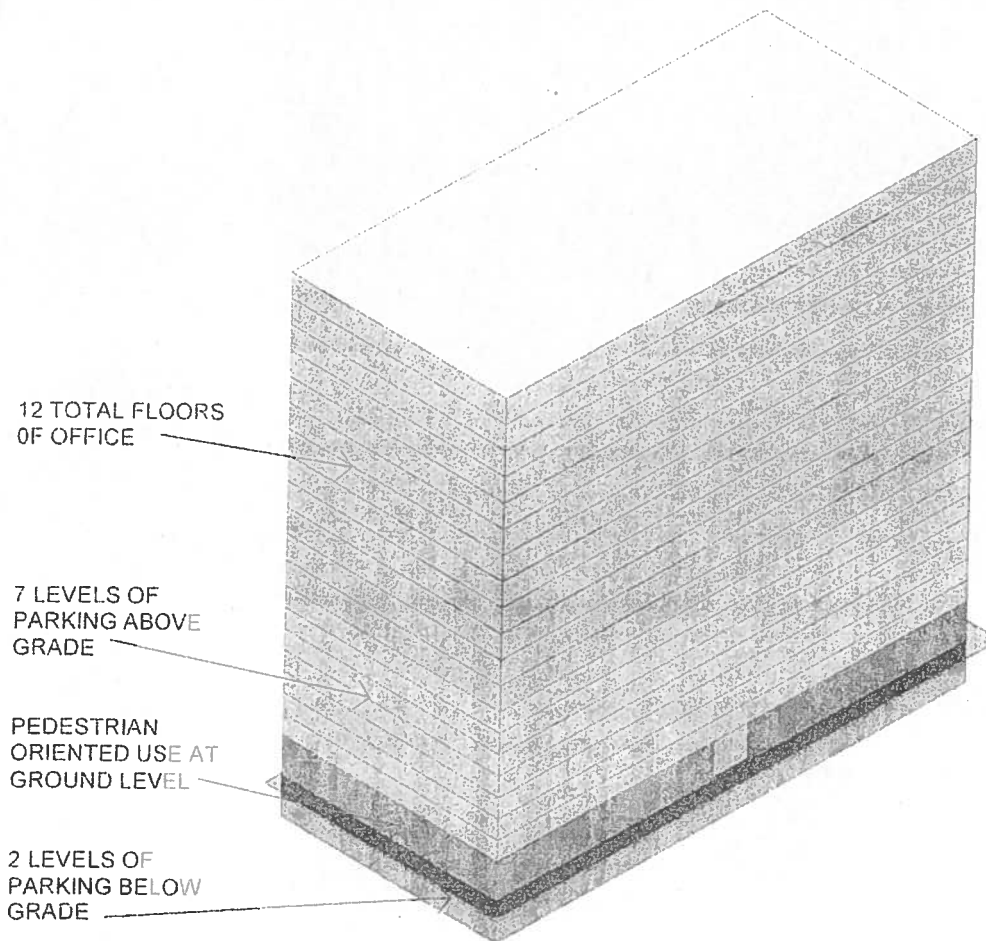 12 TOTAL FLOORS
0F OFFICE
7 LEVELS OF
PARKING ABOVE
GRADE
PEDESTRIAN
ORIENTED USE AT
GROUND LEVEL
2 LEVELS OF
PARKING BELOW
GRADE